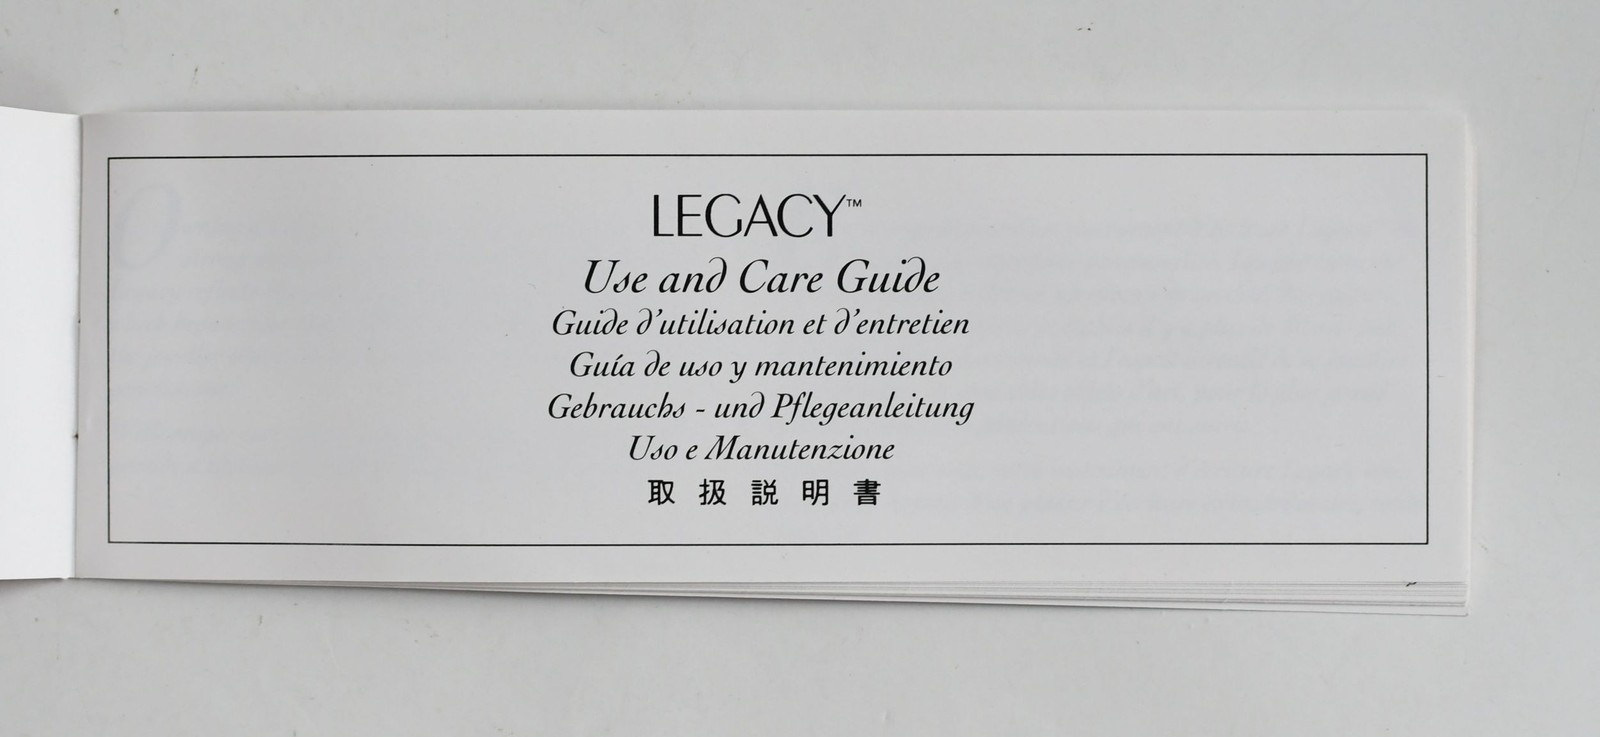 LEGACY™
Use and Care Guide
Guide d'utilisation et d'entretien
Guía de uso y mantenimiento
Gebrauchs - und Pflegeanleitung
Uso e Manutenzione
取扱説明書